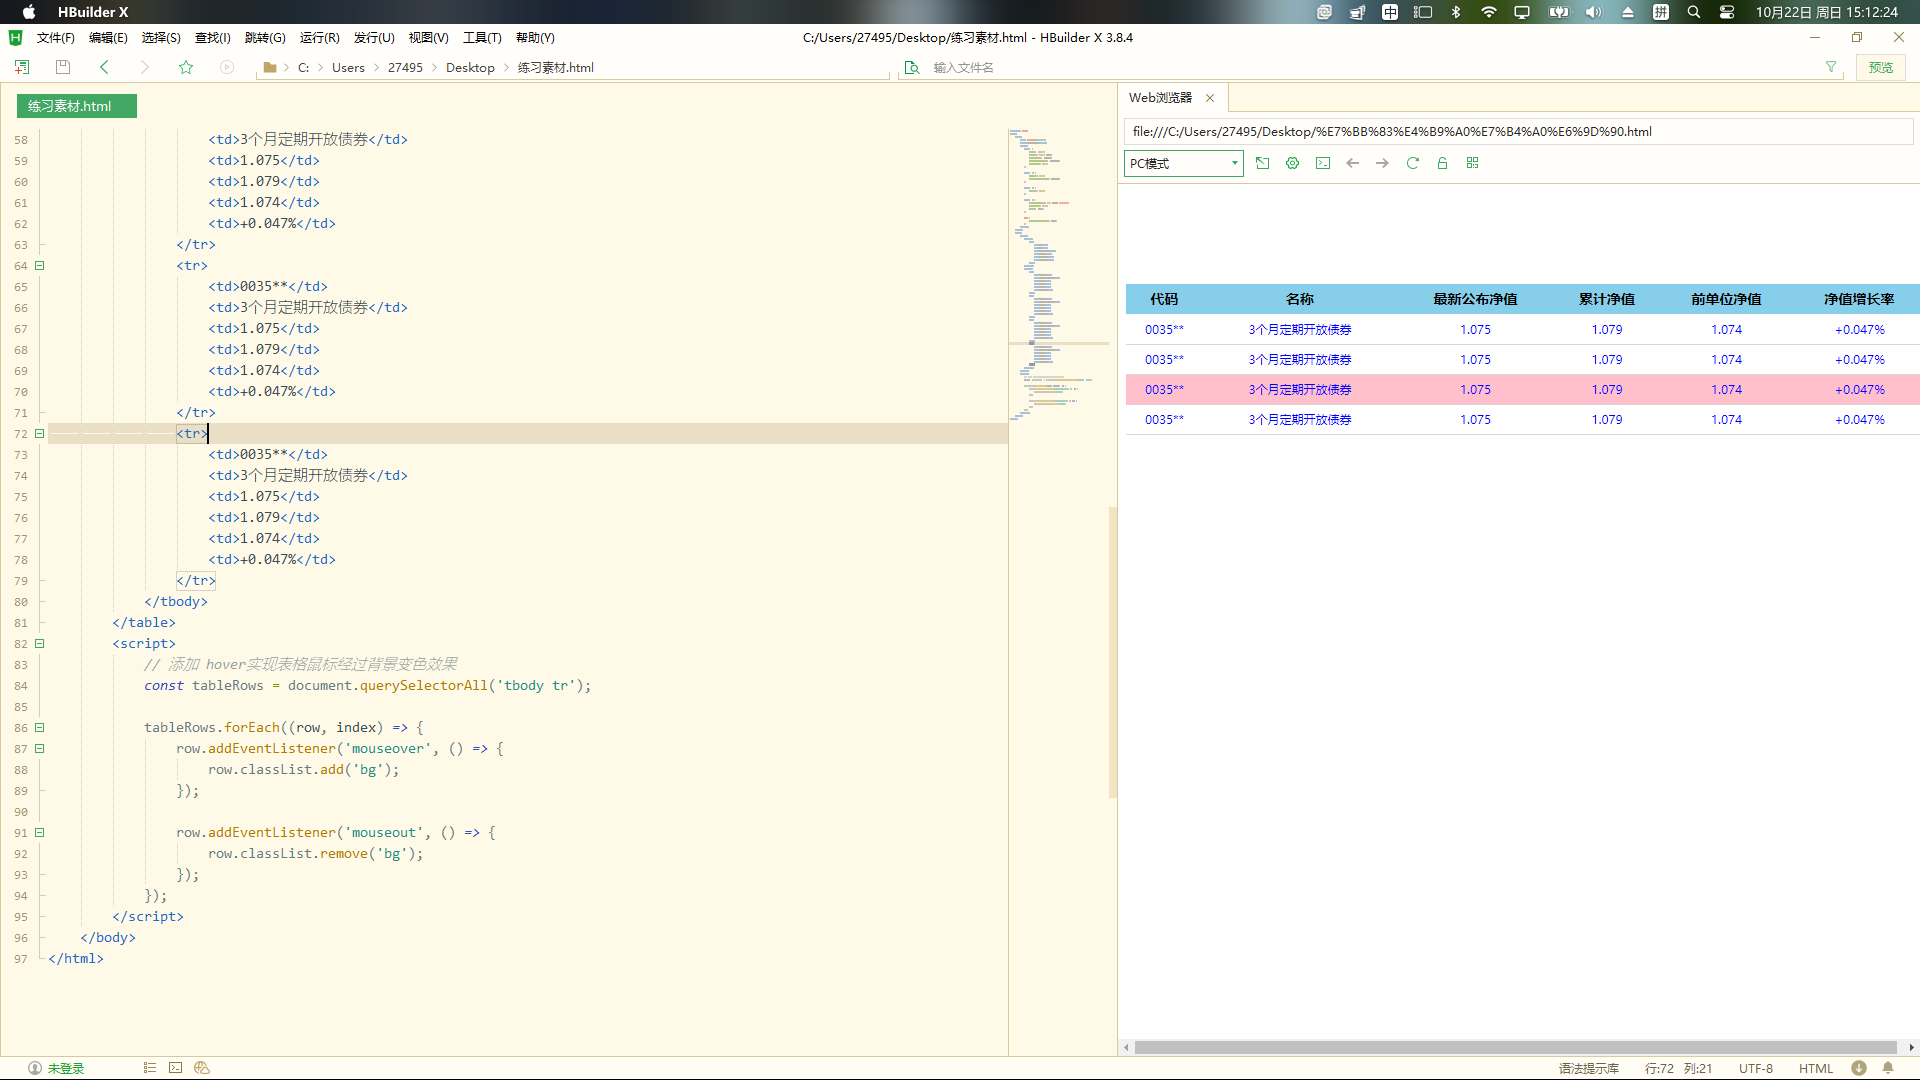 HBuilder X
中
拼
10月22日 周日 15:12:24
文件(F) 编辑(E) 选择(S) 查找(I) 跳转(G) 运行(R) 发行(U) 视图(V) 工具(T) 帮助(Y)
C:/Users/27495/Desktop/练习素材.html - HBuilder X 3.8.4
C: > Users > 27495 > Desktop > 练习素材.html
输入文件名
预览
练习素材.html
58 <td>3个月定期开放债券</td>
59 <td>1.075</td>
60 <td>1.079</td>
61 <td>1.074</td>
62 <td>+0.047%</td>
63 </tr>
64 <tr>
65 <td>0035**</td>
66 <td>3个月定期开放债券</td>
67 <td>1.075</td>
68 <td>1.079</td>
69 <td>1.074</td>
70 <td>+0.047%</td>
71 </tr>
72 <tr>
73 <td>0035**</td>
74 <td>3个月定期开放债券</td>
75 <td>1.075</td>
76 <td>1.079</td>
77 <td>1.074</td>
78 <td>+0.047%</td>
79 </tr>
80 </tbody>
81 </table>
82 <script>
83 // 添加 hover实现表格鼠标经过背景变色效果
84 const tableRows = document.querySelectorAll('tbody tr');
85
86 tableRows.forEach((row, index) => {
87 row.addEventListener('mouseover', () => {
88 row.classList.add('bg');
89 });
90
91 row.addEventListener('mouseout', () => {
92 row.classList.remove('bg');
93 });
94 });
95 </script>
96 </body>
97 </html>
Web浏览器
file:///C:/Users/27495/Desktop/%E7%BB%83%E4%B9%A0%E7%B4%A0%E6%9D%90.html
PC模式
代码 名称 最新公布净值 累计净值 前单位净值 净值增长率
0035** 3个月定期开放债券 1.075 1.079 1.074 +0.047%
0035** 3个月定期开放债券 1.075 1.079 1.074 +0.047%
0035** 3个月定期开放债券 1.075 1.079 1.074 +0.047%
0035** 3个月定期开放债券 1.075 1.079 1.074 +0.047%
未登录
语法提示库 行:72 列:21 UTF-8 HTML